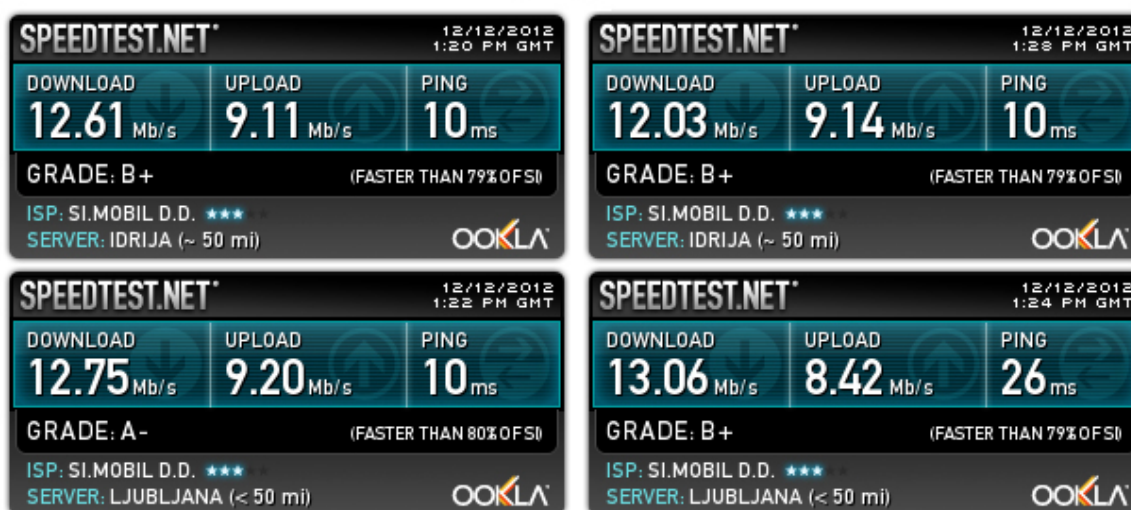 SPEEDTEST.NET
12/12/2012
1:20 PM GMT
DOWNLOAD UPLOAD PING
12.61 Mb/s 9.11 Mb/s 10 ms
GRADE: B+ (FASTER THAN 79% OF SI)
ISP: SI.MOBIL D.D.
SERVER: IDRIJA (~ 50 mi) OOKLA
SPEEDTEST.NET
12/12/2012
1:28 PM GMT
DOWNLOAD UPLOAD PING
12.03 Mb/s 9.14 Mb/s 10 ms
GRADE: B+ (FASTER THAN 79% OF SI)
ISP: SI.MOBIL D.D.
SERVER: IDRIJA (~ 50 mi) OOKLA
SPEEDTEST.NET
12/12/2012
1:22 PM GMT
DOWNLOAD UPLOAD PING
12.75 Mb/s 9.20 Mb/s 10 ms
GRADE: A- (FASTER THAN 80% OF SI)
ISP: SI.MOBIL D.D.
SERVER: LJUBLJANA (< 50 mi) OOKLA
SPEEDTEST.NET
12/12/2012
1:24 PM GMT
DOWNLOAD UPLOAD PING
13.06 Mb/s 8.42 Mb/s 26 ms
GRADE: B+ (FASTER THAN 79% OF SI)
ISP: SI.MOBIL D.D.
SERVER: LJUBLJANA (< 50 mi) OOKLA